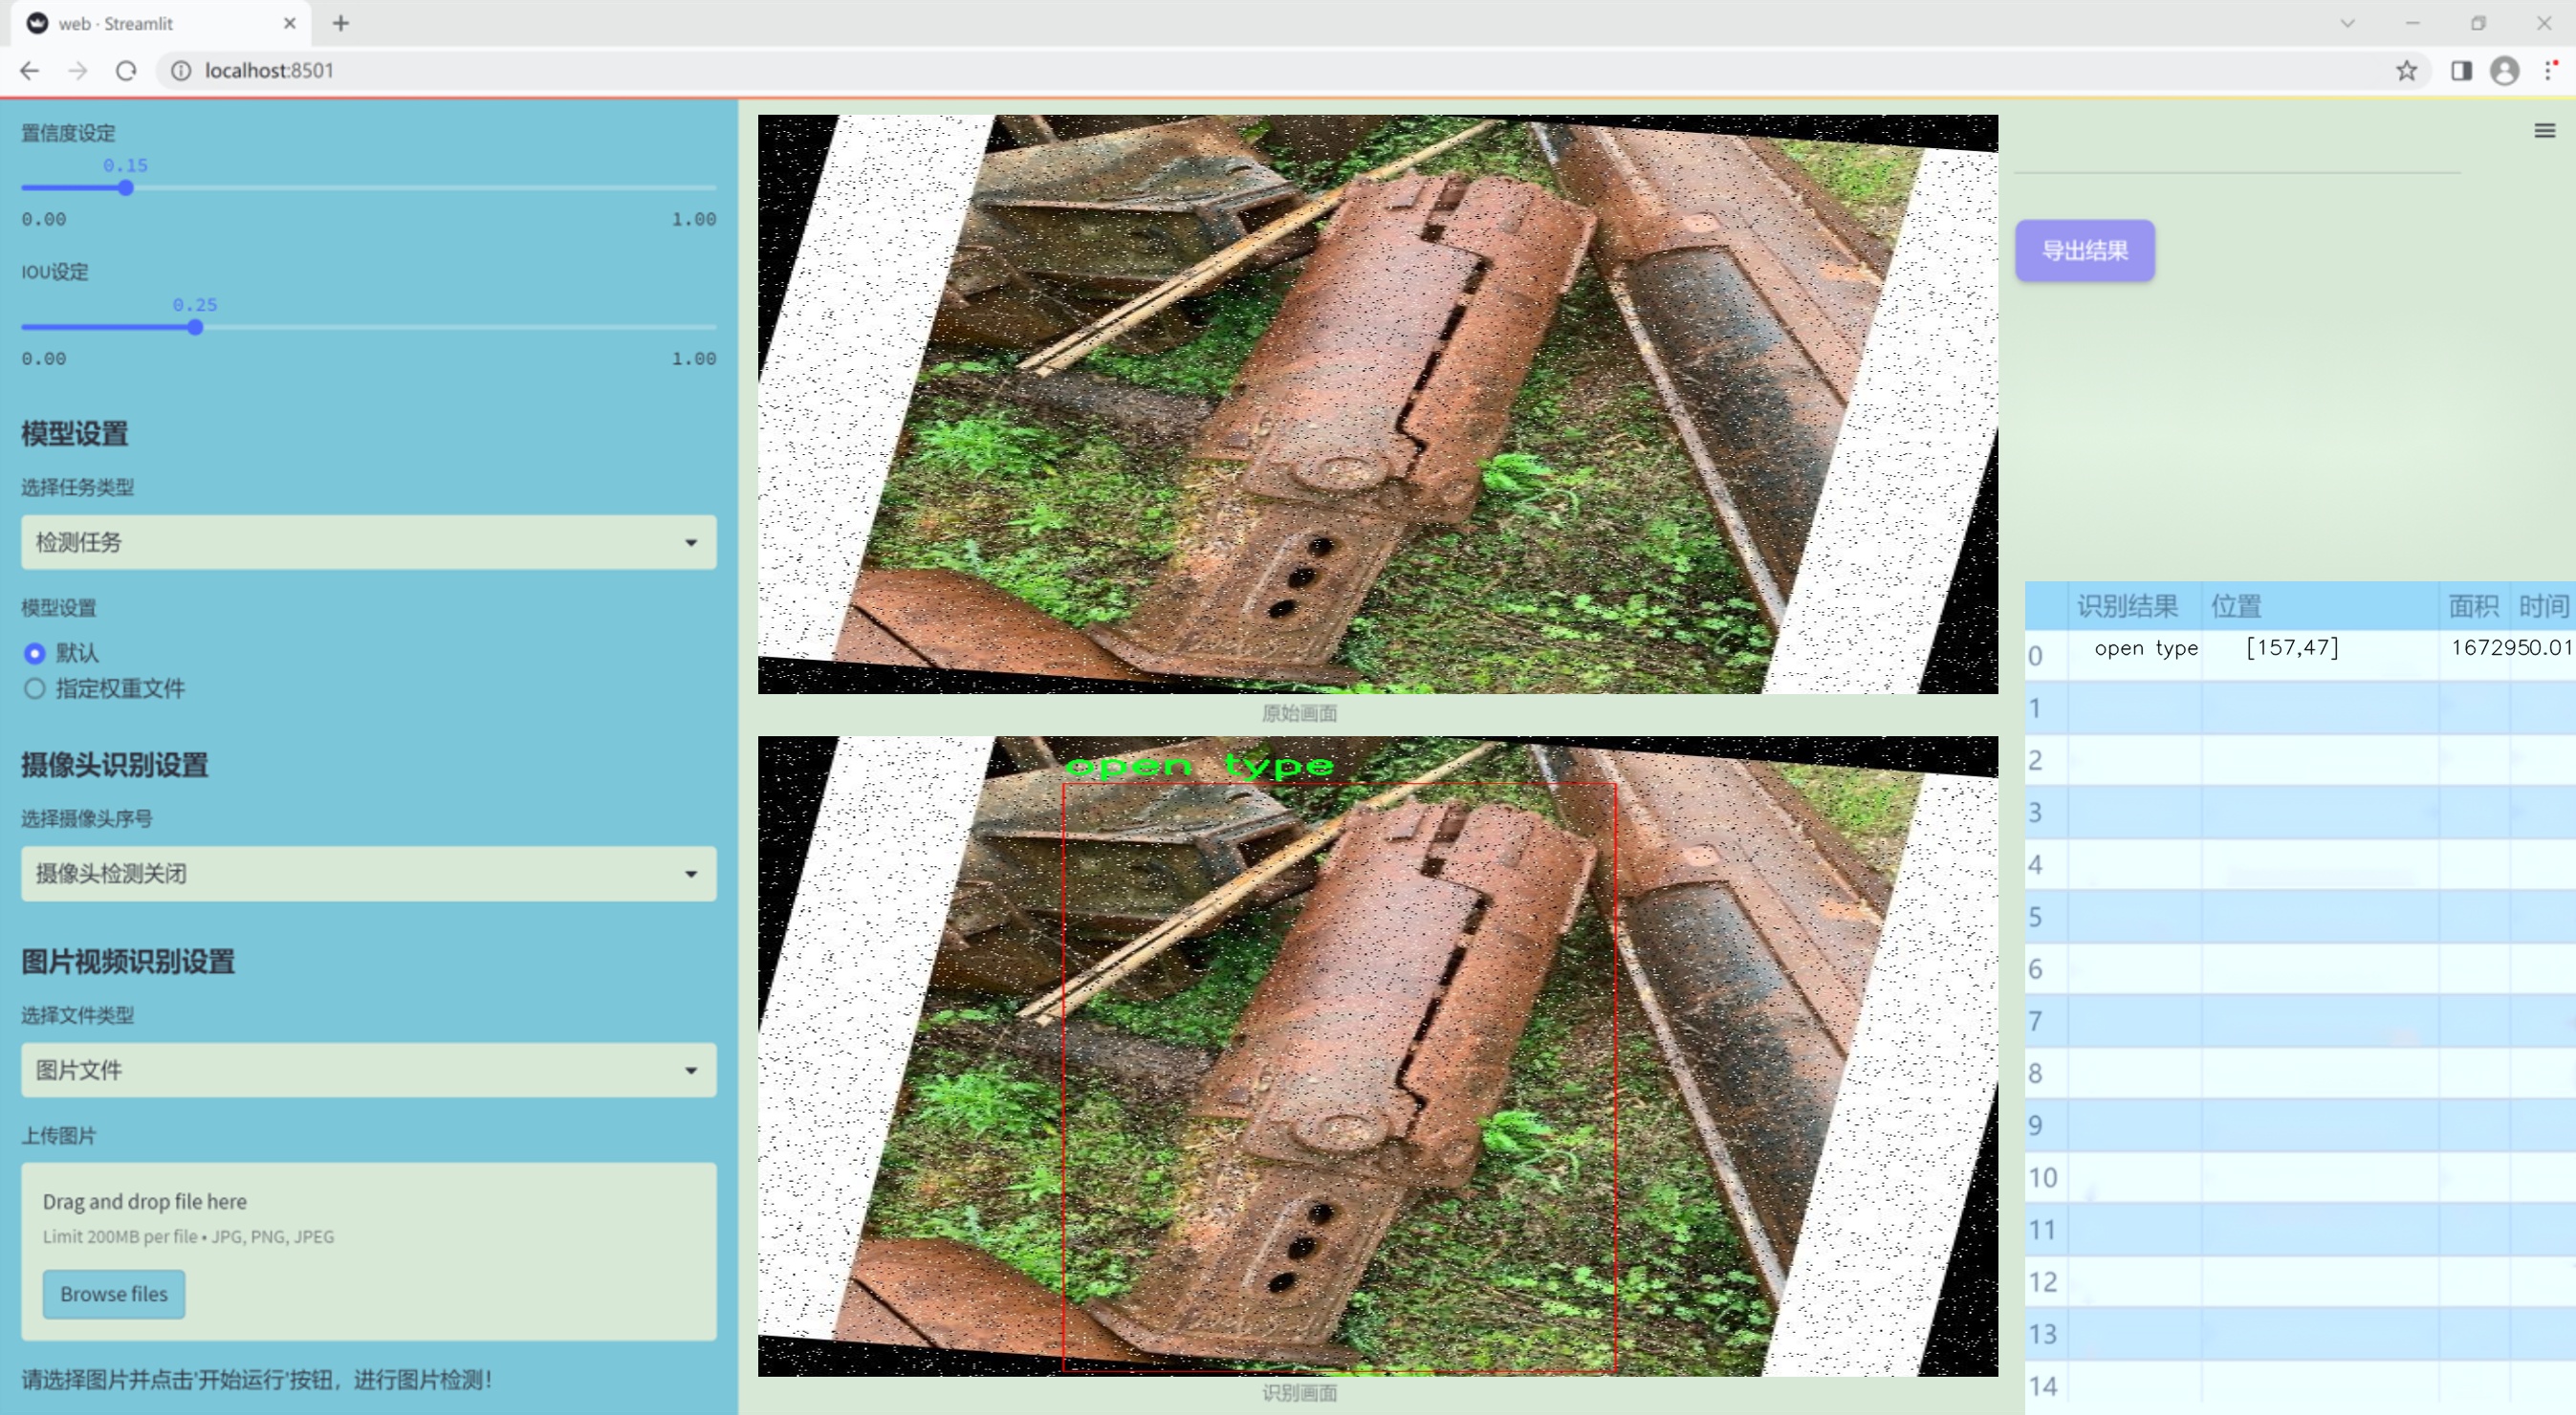 web · Streamlit
localhost:8501
置信度设定
0.15
0.00 1.00
IOU设定
0.25
0.00 1.00
模型设置
选择任务类型
检测任务
模型设置
默认
指定权重文件
摄像头识别设置
选择摄像头序号
摄像头检测关闭
图片视频识别设置
选择文件类型
图片文件
上传图片
Drag and drop file here
Limit 200MB per file • JPG, PNG, JPEG
Browse files
请选择图片并点击'开始运行'按钮，进行图片检测！
原始画面
open type
识别画面
导出结果
识别结果 位置 面积 时间
0 open type [157,47] 1672950.01
1
2
3
4
5
6
7
8
9
10
11
12
13
14